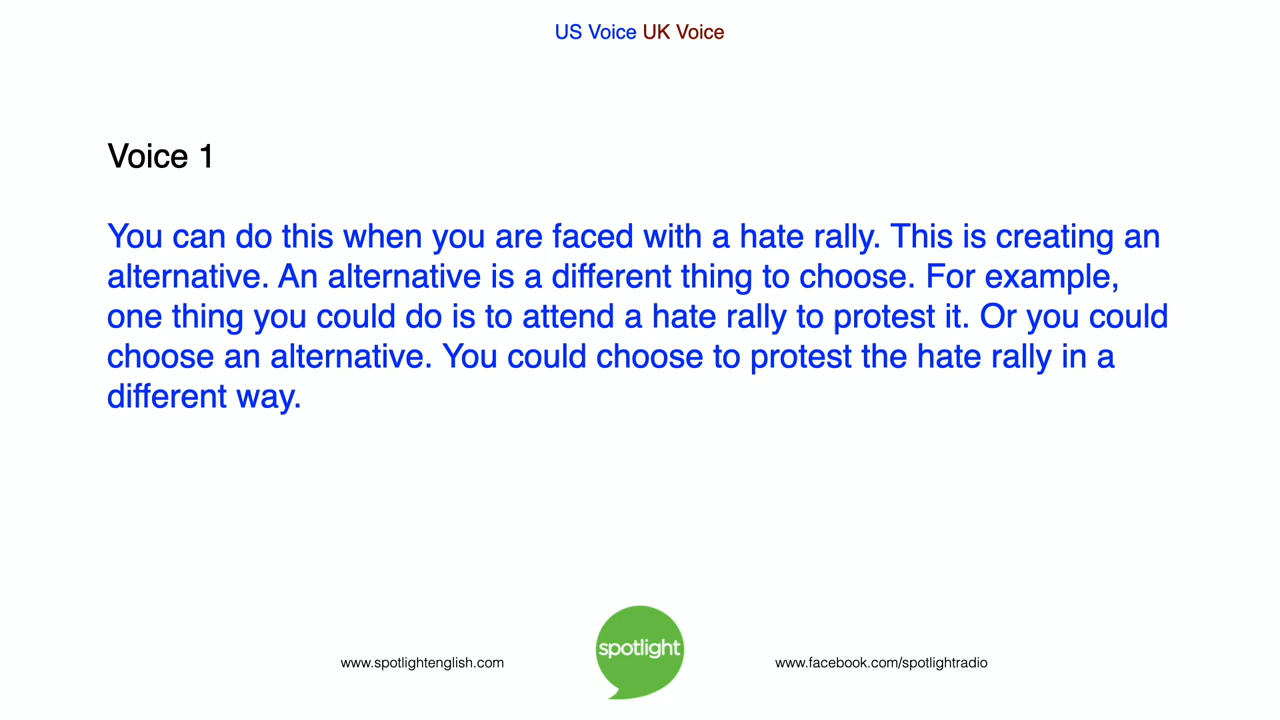 US Voice UK Voice
Voice 1
You can do this when you are faced with a hate rally. This is creating an
alternative. An alternative is a different thing to choose. For example,
one thing you could do is to attend a hate rally to protest it. Or you could
choose an alternative. You could choose to protest the hate rally in a
different way.
spotlight
www.spotlightenglish.com
www.facebook.com/spotlightradio